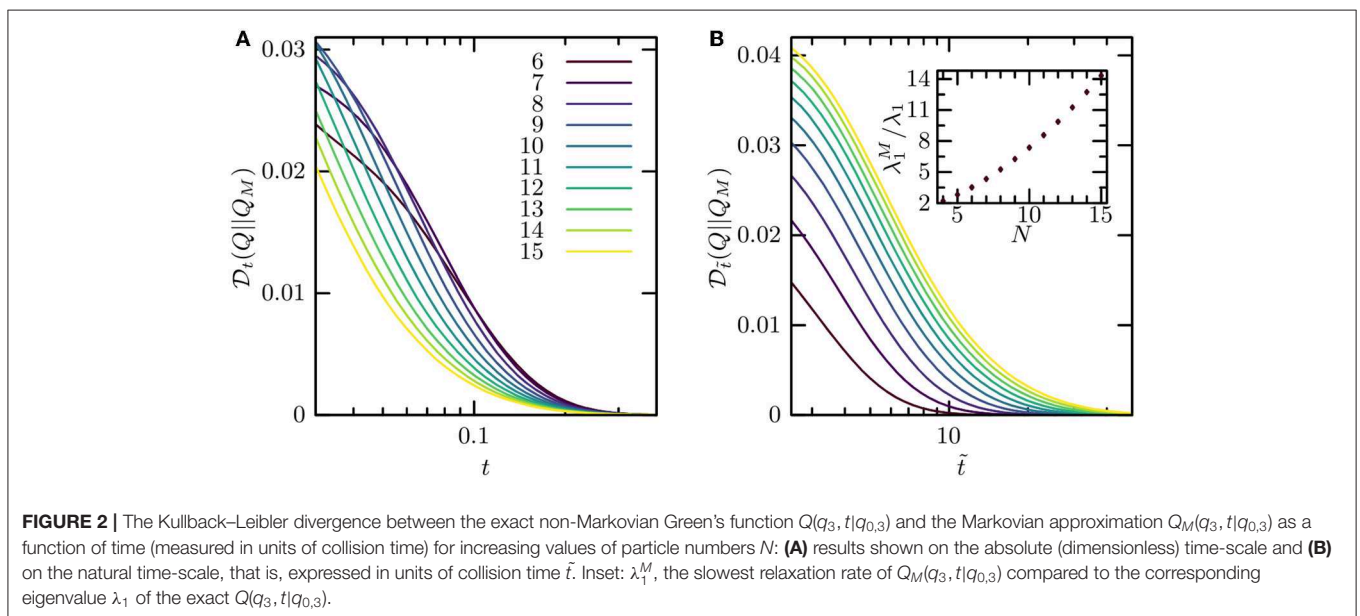 A
0.03
0.02
0.01
0
0.1
t
𝒟ₜ(Q||Q_M)
6
7
8
9
10
11
12
13
14
15
B
0.04
0.03
0.02
0.01
0
10
t̃
𝒟_t̃(Q||Q_M)
14
11
8
5
2
5
10
15
N
λ₁ᴹ/λ₁
FIGURE 2 | The Kullback–Leibler divergence between the exact non-Markovian Green's function Q(q₃, t|q₀,₃) and the Markovian approximation Q_M(q₃, t|q₀,₃) as a
function of time (measured in units of collision time) for increasing values of particle numbers N: (A) results shown on the absolute (dimensionless) time-scale and (B)
on the natural time-scale, that is, expressed in units of collision time t̃. Inset: λ₁ᴹ, the slowest relaxation rate of Q_M(q₃, t|q₀,₃) compared to the corresponding
eigenvalue λ₁ of the exact Q(q₃, t|q₀,₃).